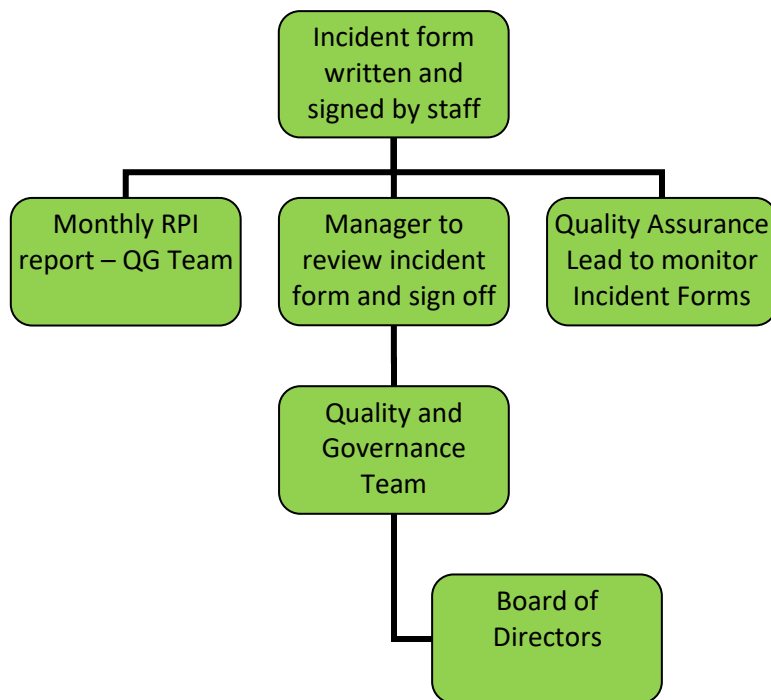 Incident form
written and
signed by staff
Monthly RPI
report – QG Team
Manager to
review incident
form and sign off
Quality Assurance
Lead to monitor
Incident Forms
Quality and
Governance
Team
Board of
Directors